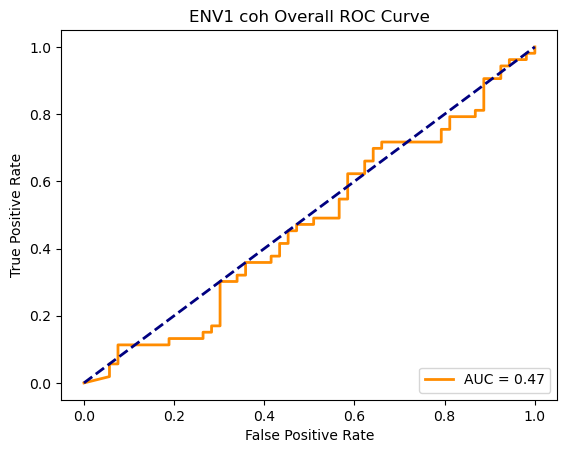 ENV1 coh Overall ROC Curve
True Positive Rate
1.0
0.8
0.6
0.4
0.2
0.0
AUC = 0.47
0.0 0.2 0.4 0.6 0.8 1.0
False Positive Rate